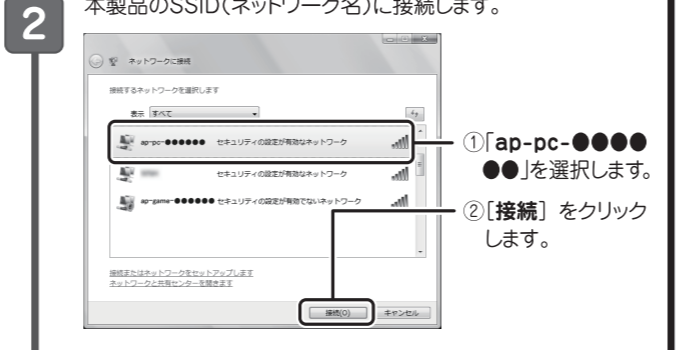 2
本製品のSSID(ネットワーク名)に接続します。
ネットワークに接続
接続するネットワークを選択します
表示 すべて
ap-pc-●●●●●● セキュリティの設定が有効なネットワーク
セキュリティの設定が有効なネットワーク
ap-game-●●●●●● セキュリティの設定が有効でないネットワーク
接続またはネットワークをセットアップします
ネットワークと共有センターを開きます
接続(O) キャンセル
①「ap-pc-●●●●
●●」を選択します。
②[接続] をクリック
します。